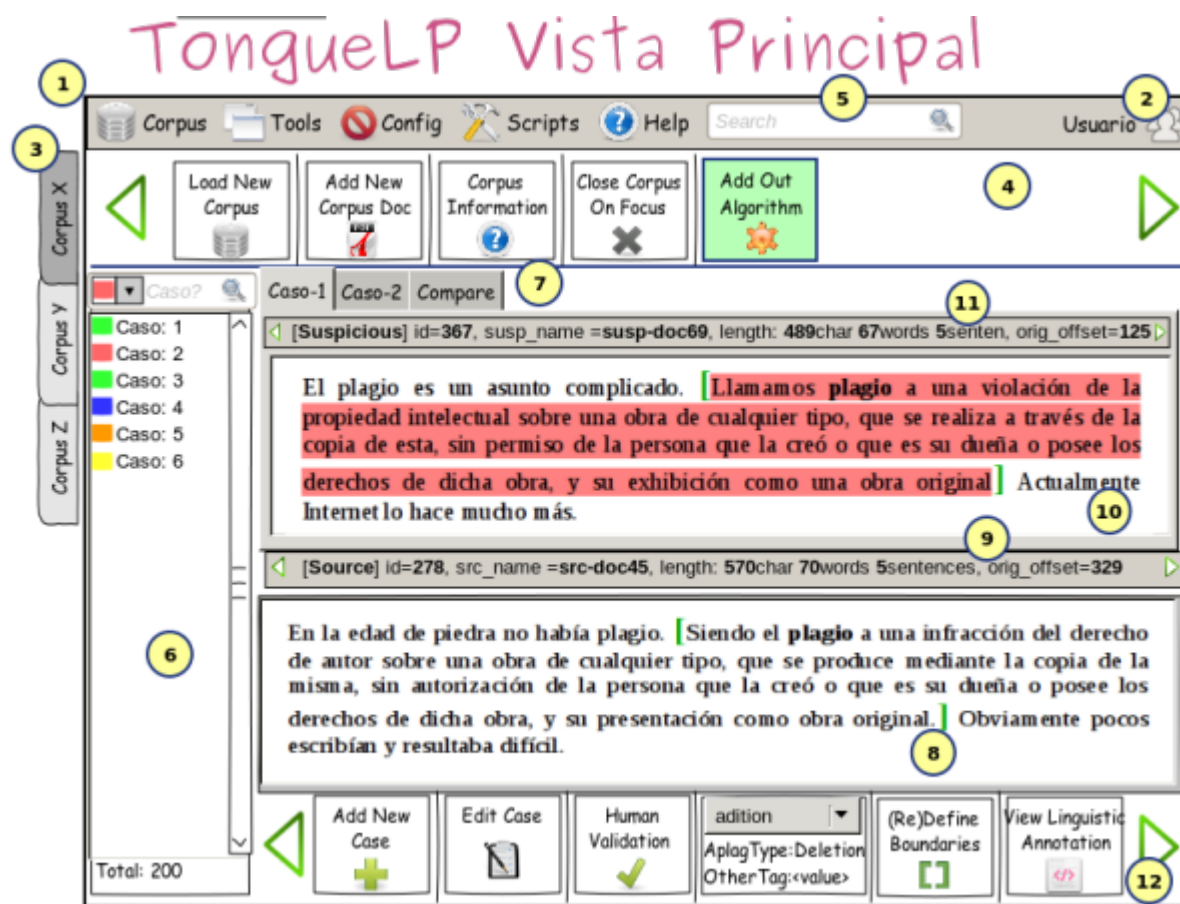 TongueLP Vista Principal
1
5
2
Corpus Tools Config Scripts Help Search Usuario
3
4
Corpus X
Corpus Y
Corpus Z
Load New
Corpus
Add New
Corpus Doc
Corpus
Information
?
Close Corpus
On Focus
Add Out
Algorithm
Caso?
Caso: 1
Caso: 2
Caso: 3
Caso: 4
Caso: 5
Caso: 6
6
Total: 200
Caso-1 Caso-2 Compare
7
11
[Suspicious] id=367, susp_name =susp-doc69, length: 489char 67words 5senten, orig_offset=125
El plagio es un asunto complicado. [Llamamos plagio a una violación de la
propiedad intelectual sobre una obra de cualquier tipo, que se realiza a través de la
copia de esta, sin permiso de la persona que la creó o que es su dueña o posee los
derechos de dicha obra, y su exhibición como una obra original] Actualmente
Internet lo hace mucho más.
10
9
[Source] id=278, src_name =src-doc45, length: 570char 70words 5sentences, orig_offset=329
En la edad de piedra no había plagio. [Siendo el plagio a una infracción del derecho
de autor sobre una obra de cualquier tipo, que se produce mediante la copia de la
misma, sin autorización de la persona que la creó o que es su dueña o posee los
derechos de dicha obra, y su presentación como obra original.] Obviamente pocos
escribían y resultaba difícil.
8
Add New
Case
Edit Case
Human
Validation
adition
AplagType:Deletion
OtherTag:<value>
(Re)Define
Boundaries
[]
View Linguistic
Annotation
</>
12